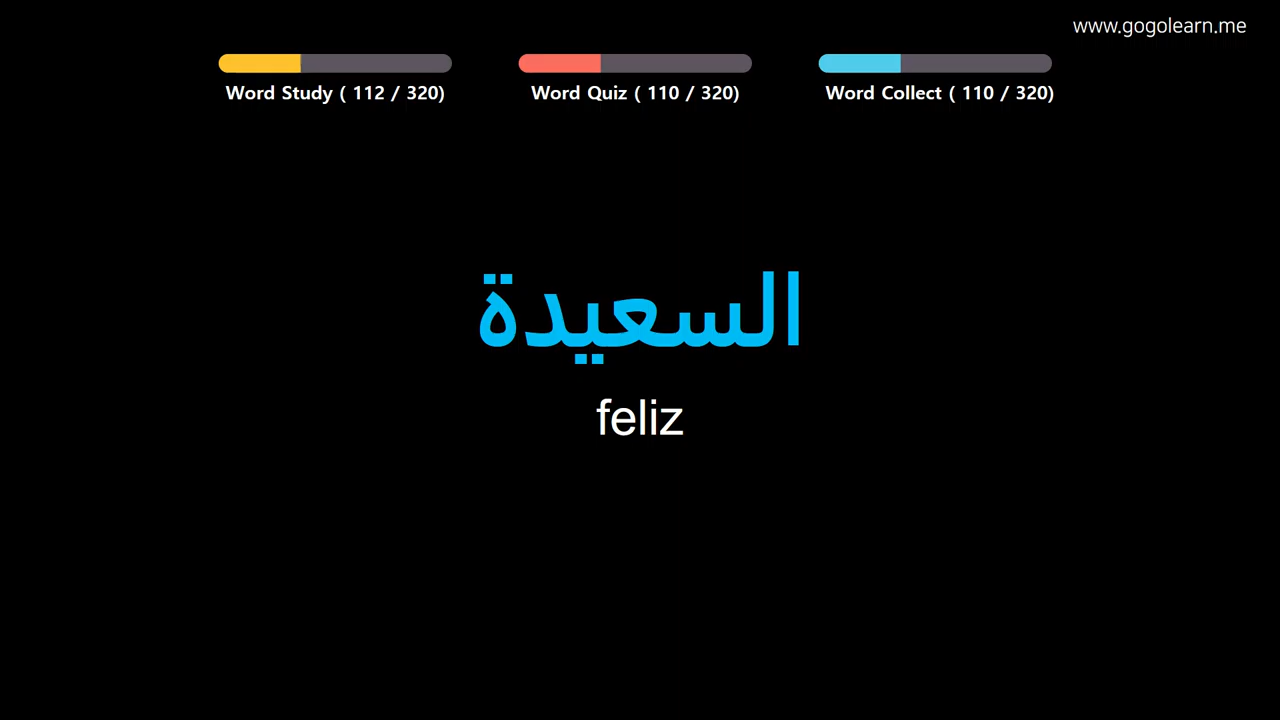 www.gogolearn.me
Word Study ( 112 / 320)
Word Quiz ( 110 / 320)
Word Collect ( 110 / 320)
السعيدة
feliz